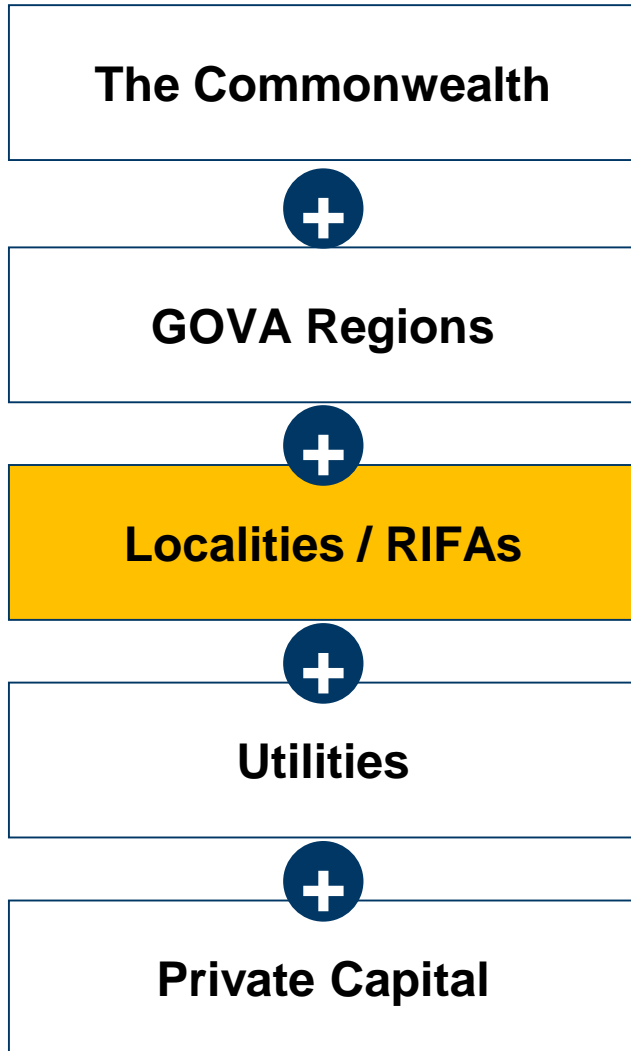 The Commonwealth
+
GOVA Regions
+
Localities / RIFAs
+
Utilities
+
Private Capital